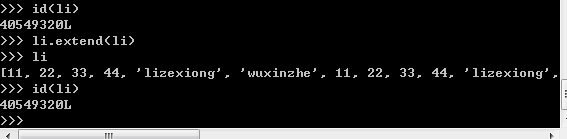 >>> id(li)
40549320L
>>> li.extend(li)
>>> li
[11, 22, 33, 44, 'lizexiong', 'wuxinzhe', 11, 22, 33, 44, 'lizexiong',
>>> id(li)
40549320L
>>>